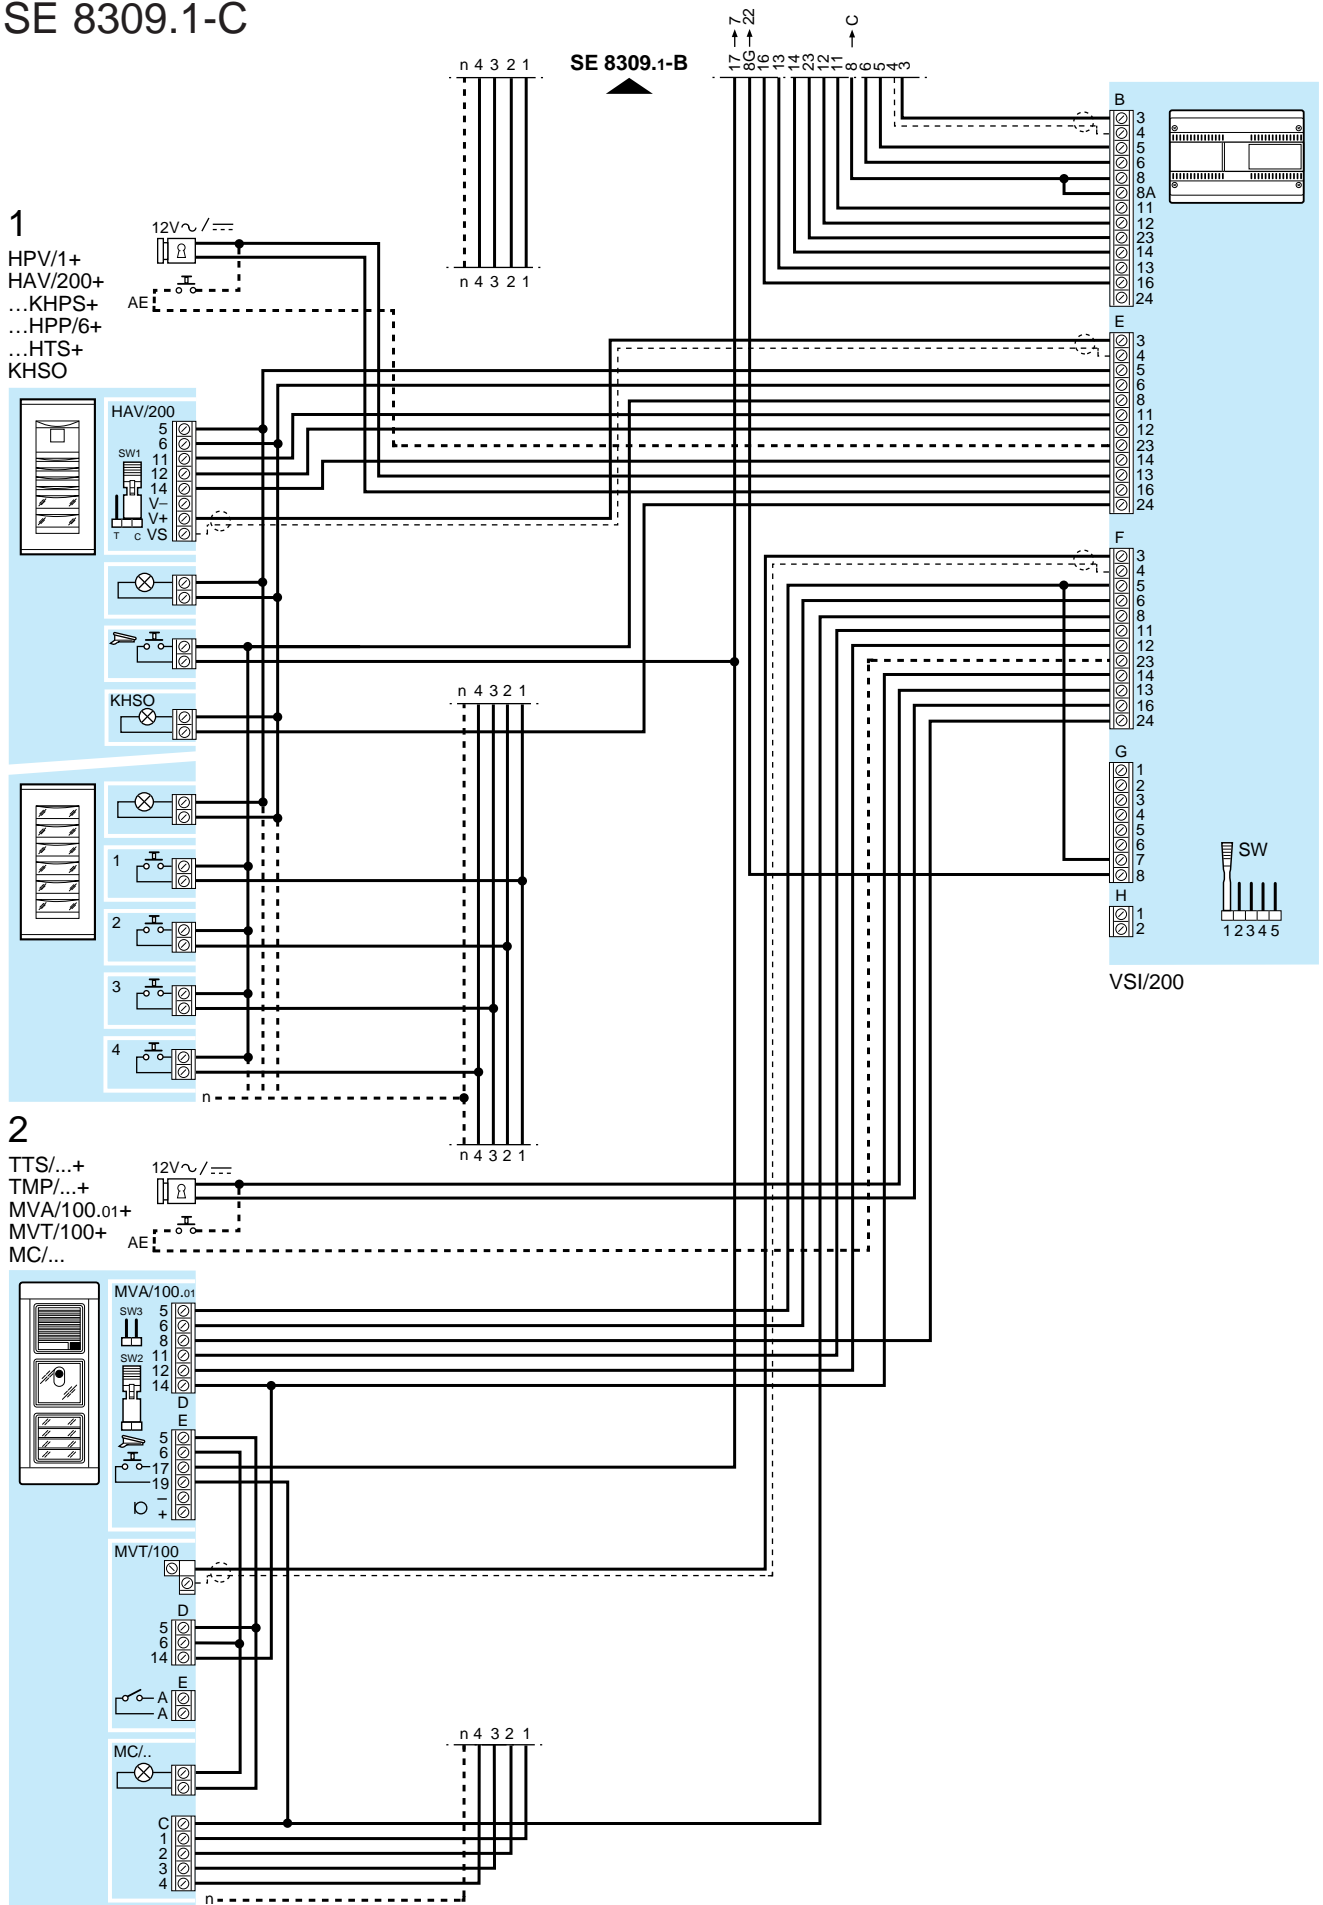 SE 8309.1-C
n 4 3 2 1
SE 8309.1-B
17 → 7
8G → 22
16
13
14
23
12
11
8 → C
6
5
4
3
n 4 3 2 1
B
3
4
5
6
8
8A
11
12
23
14
13
16
24
1
HPV/1+
HAV/200+
...KHPS+
...HPP/6+
...HTS+
KHSO
12V∼ / ⎓
AE
E
3
4
5
6
8
11
12
23
14
13
16
24
HAV/200
5
6
11
12
14
V−
V+
VS
SW1
T C
KHSO
F
3
4
5
6
8
11
12
23
14
13
16
24
n 4 3 2 1
1
2
3
4
n
n 4 3 2 1
G
1
2
3
4
5
6
7
8
SW
1 2 3 4 5
H
1
2
VSI/200
2
TTS/...+
TMP/...+
MVA/100.01+
MVT/100+
MC/...
12V∼ / ⎓
AE
MVA/100.01
SW3
SW2
5
6
8
11
12
14
D
E
5
6
17
19
−
+
MVT/100
D
5
6
14
E
A
A
MC/..
n 4 3 2 1
C
1
2
3
4
n